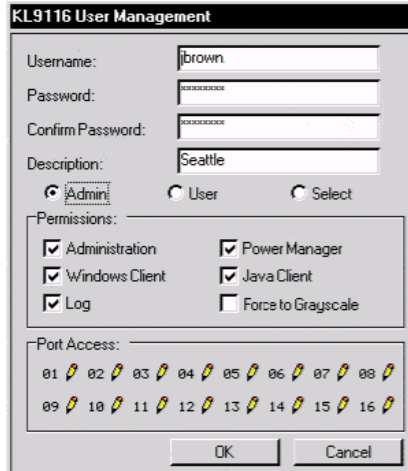 KL9116 User Management
Username: jbrown
Password: xxxxxxxx
Confirm Password: xxxxxxxx
Description: Seattle
Admin User Select
Permissions:
Administration Power Manager
Windows Client Java Client
Log Force to Grayscale
Port Access:
01 02 03 04 05 06 07 08
09 10 11 12 13 14 15 16
OK Cancel